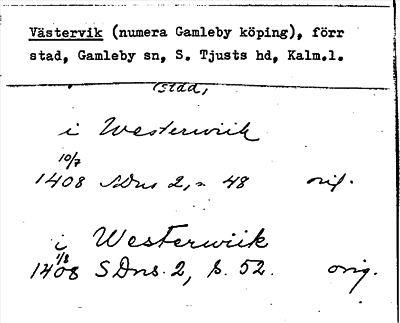 Västervik (numera Gamleby köping), förr
stad, Gamleby sn, S. Tjusts hd, Kalm.l.
(stad,
i Westerwiik
10/7
1408 SDns 2, s. 48 orig.
i Westerwiik
1/8
1408 SDns. 2, s. 52. orig.